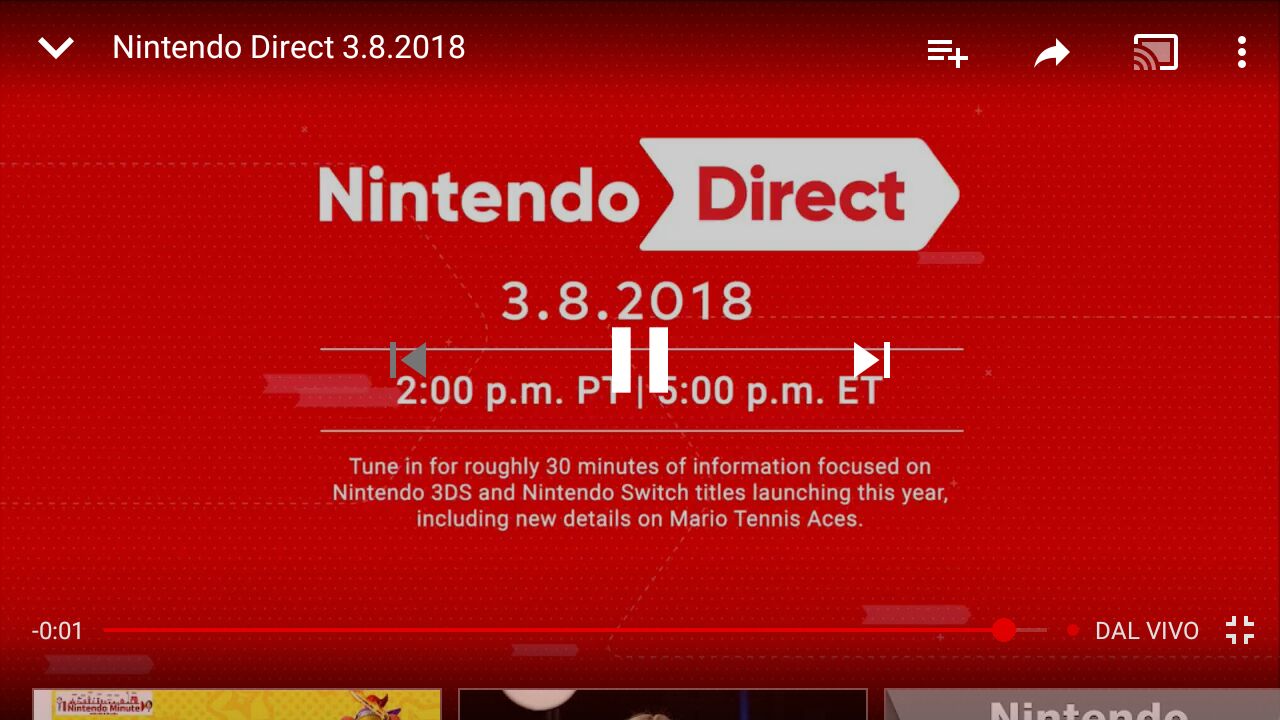 Nintendo Direct 3.8.2018
Nintendo Direct
3.8.2018
2:00 p.m. PT | 5:00 p.m. ET
Tune in for roughly 30 minutes of information focused on
Nintendo 3DS and Nintendo Switch titles launching this year,
including new details on Mario Tennis Aces.
-0:01
DAL VIVO
Nintendo Minute
Nintendo